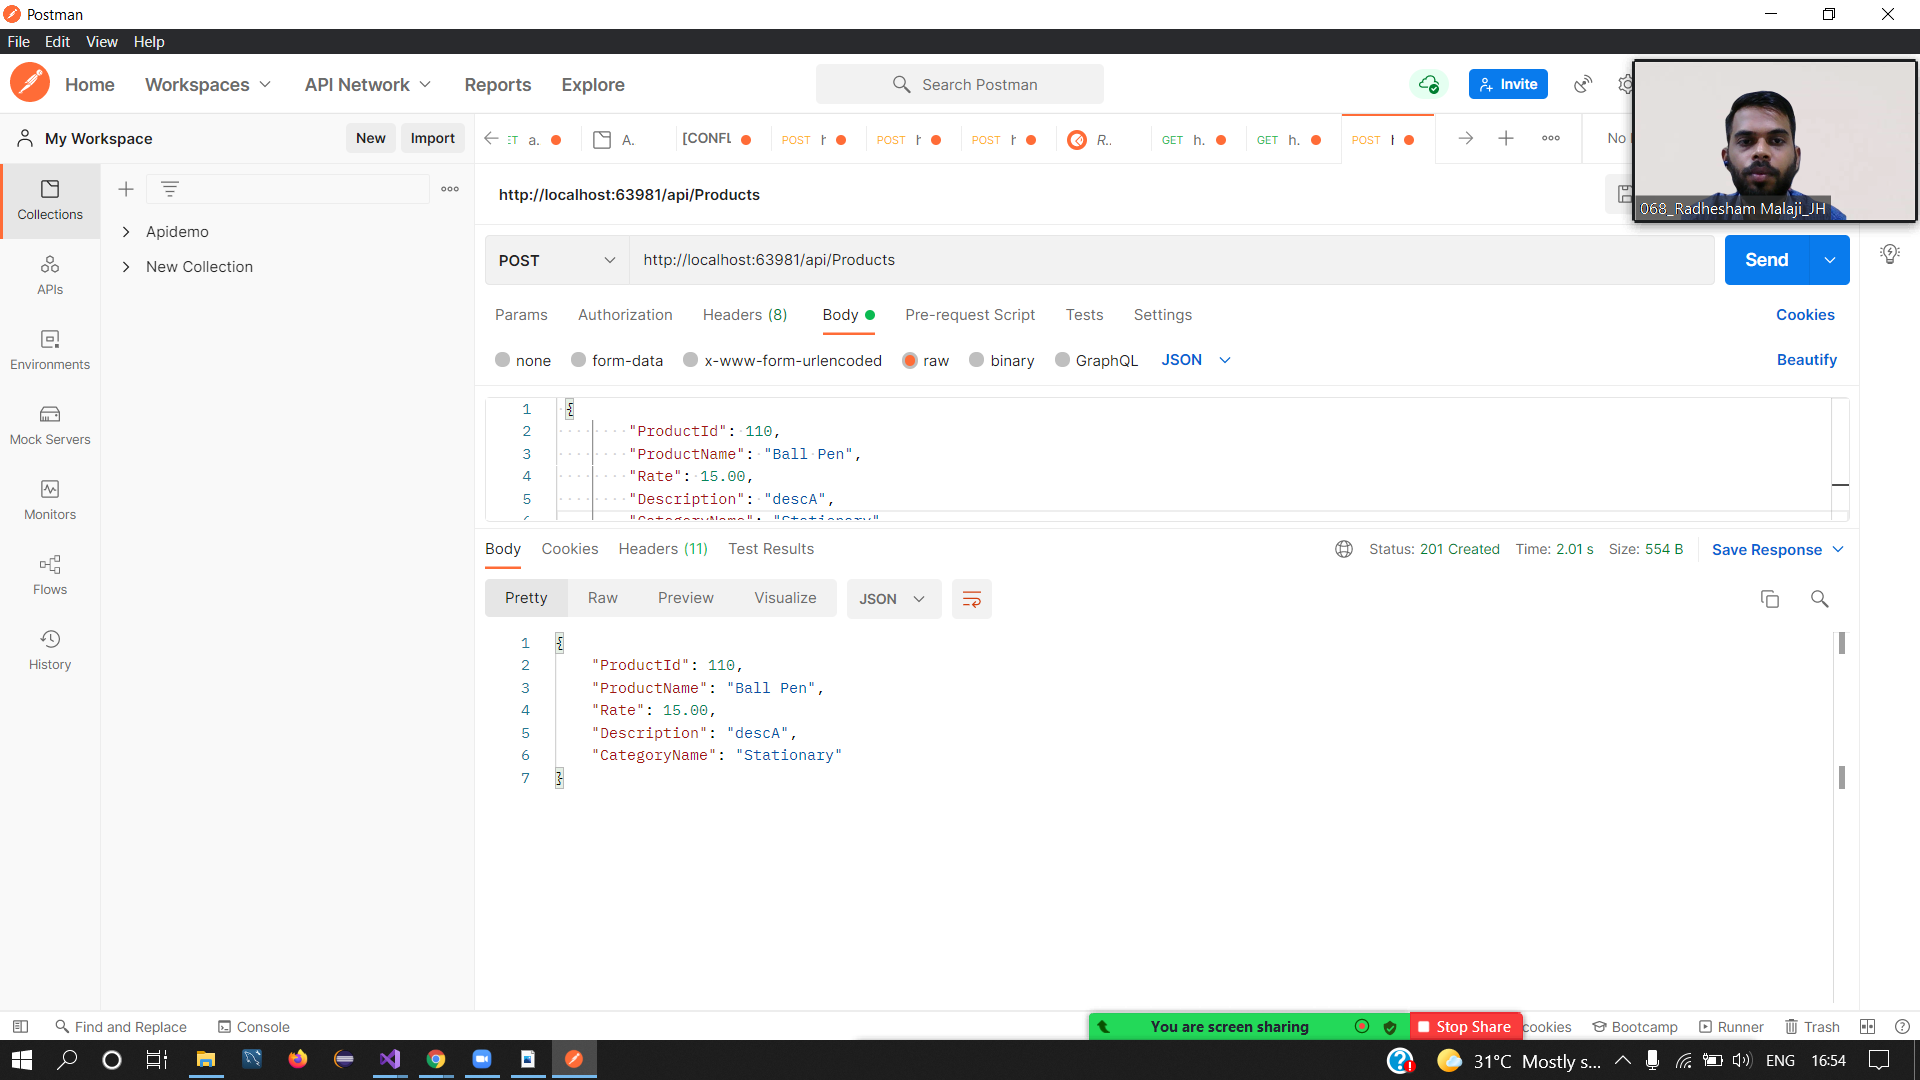 Postman
File Edit View Help
Home Workspaces API Network Reports Explore Search Postman Invite
My Workspace New Import
ET a. A. [CONFL POST POST POST R.. GET h. GET h. POST No
Collections
APIs
Environments
Mock Servers
Monitors
Flows
History
Apidemo
New Collection
http://localhost:63981/api/Products
068_Radhesham Malaji_JH
POST http://localhost:63981/api/Products Send
Params Authorization Headers (8) Body Pre-request Script Tests Settings Cookies
none form-data x-www-form-urlencoded raw binary GraphQL JSON Beautify
1 {
2 "ProductId": 110,
3 "ProductName": "Ball Pen",
4 "Rate": 15.00,
5 "Description": "descA",
6 "CategoryName": "Stationary"
Body Cookies Headers (11) Test Results Status: 201 Created Time: 2.01 s Size: 554 B Save Response
Pretty Raw Preview Visualize JSON
1 {
2 "ProductId": 110,
3 "ProductName": "Ball Pen",
4 "Rate": 15.00,
5 "Description": "descA",
6 "CategoryName": "Stationary"
7 }
Find and Replace Console You are screen sharing Stop Share cookies Bootcamp Runner Trash
31°C Mostly s... ENG 16:54